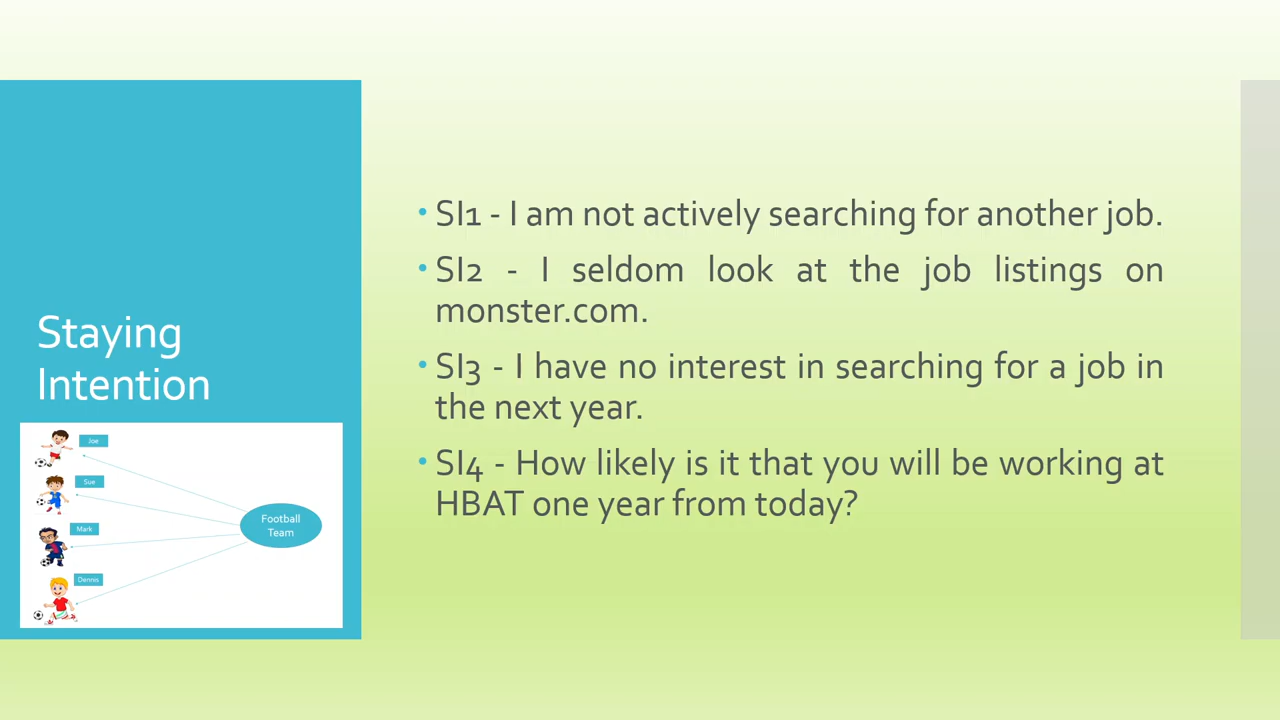 Staying
Intention
Joe
Sue
Mark
Dennis
Football
Team
• SI1 - I am not actively searching for another job.
• SI2 - I seldom look at the job listings on
monster.com.
• SI3 - I have no interest in searching for a job in
the next year.
• SI4 - How likely is it that you will be working at
HBAT one year from today?